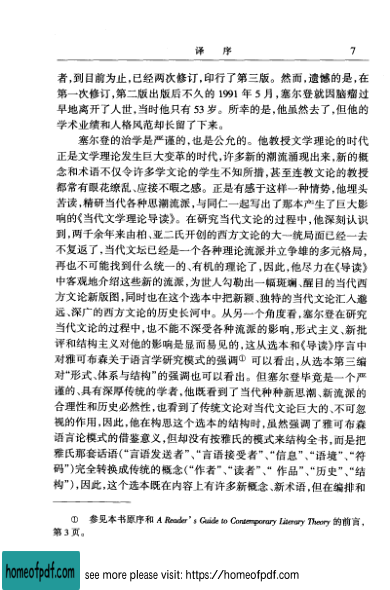 译 序 7
者,到目前为止,已经两次修订,印行了第三版。然而,遗憾的是,在
第一次修订,第二版出版后不久的 1991 年 5 月,塞尔登就因脑瘤过
早地离开了人世,当时他只有 53 岁。所幸的是,他虽然去了,但他的
学术业绩和人格风范却长留了下来。
塞尔登的治学是严谨的,也是公允的。他教授文学理论的时代
正是文学理论发生巨大变革的时代,许多新的潮流涌现出来,新的概
念和术语不仅令许多学文论的学生不知所措,甚至连教文论的教授
都常有眼花缭乱、应接不暇之感。正是有感于这样一种情势,他埋头
苦读,精研当代各种思潮流派,与同仁一起写出了那本产生了巨大影
响的《当代文学理论导读》。在研究当代文论的过程中,他深刻认识
到,两千余年来由柏、亚二氏开创的西方文论的大一统局面已经一去
不复返了,当代文坛已经是一个各种理论流派并立争雄的多元格局,
再也不可能找到什么统一的、有机的理论了,因此,他尽力在《导读》
中客观地介绍这些新的流派,为世人勾勒出一幅斑斓、醒目的当代西
方文论新版图,同时也在这个选本中把新颖、独特的当代文论汇入邈
远、深广的西方文论的历史长河中。从另一个角度看,塞尔登在研究
当代文论的过程中,也不能不深受各种流派的影响,形式主义、新批
评和结构主义对他的影响是显而易见的,这从选本和《导读》序言中
对雅可布森关于语言学研究模式的强调① 可以看出,从选本第三编
对“形式、体系与结构”的强调也可以看出。但塞尔登毕竟是一个严
谨的、具有深厚传统的学者,他既看到了当代种种新思潮、新流派的
合理性和历史必然性,也看到了传统文论对当代文论巨大的、不可忽
视的作用,因此,他在构思这个选本的结构时,虽然强调了雅可布森
语言论模式的借鉴意义,但却没有按雅氏的模式来结构全书,而是把
雅氏那套话语(“言语发送者”、“言语接受者”、“信息”、“语境”、“符
码”)完全转换成传统的概念(“作者”、“读者”、“ 作品”、“历史”、“结
构”),因此,这个选本既在内容上有许多新概念、新术语,但在编排和
① 参见本书原序和 A Reader's Guide to Contemporary Literary Theory 的前言,
第 3 页。
homeofpdf.com see more please visit: https://homeofpdf.com